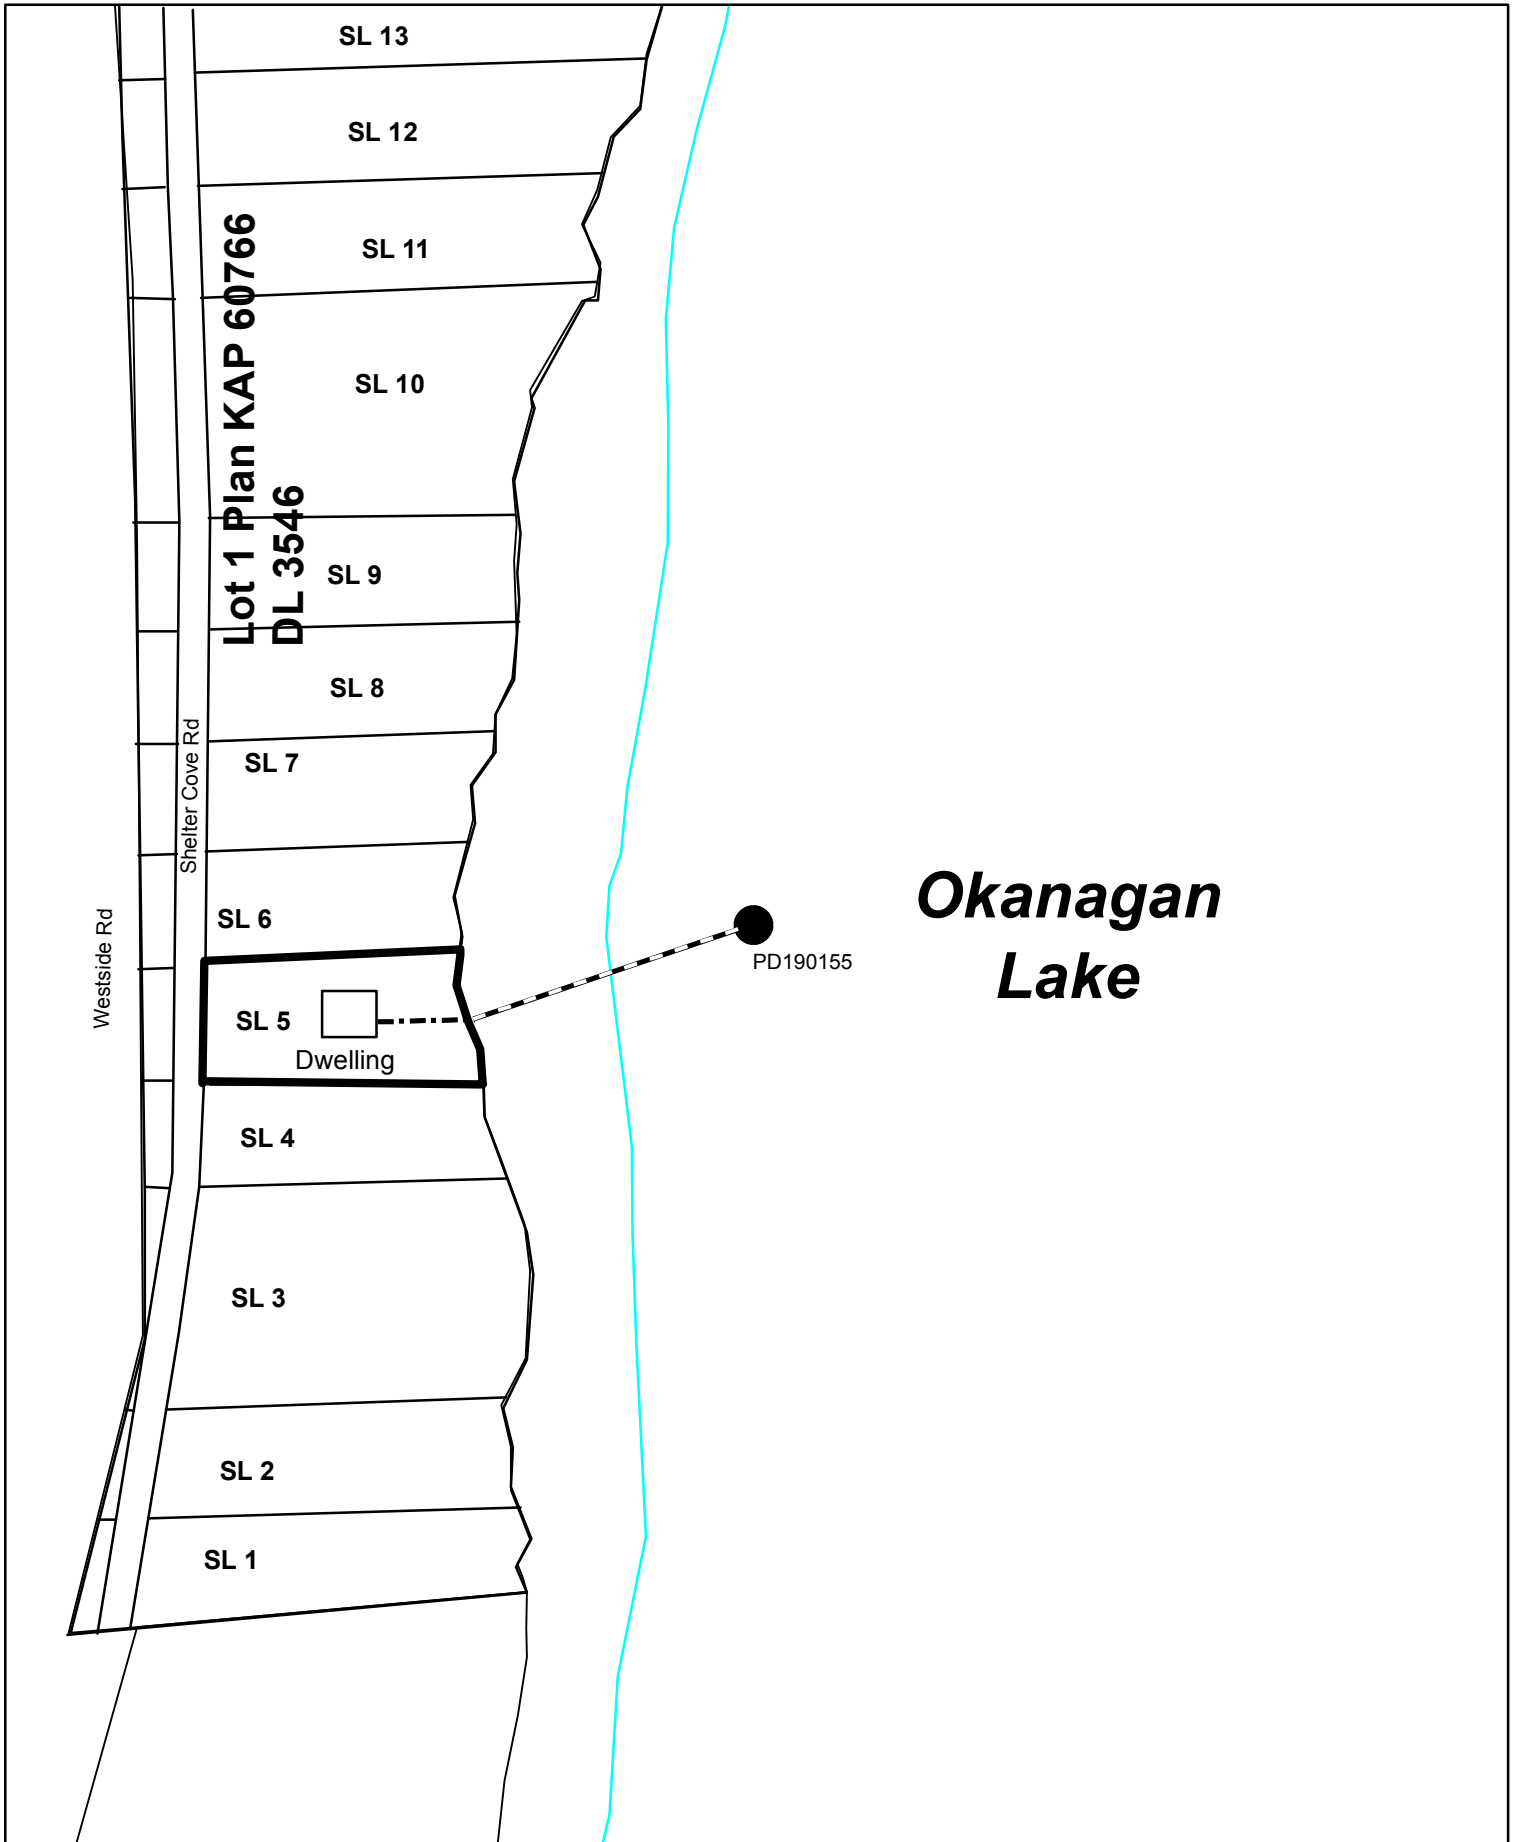 SL 13
SL 12
SL 11
Lot 1 Plan KAP 60766
DL 3546
SL 10
SL 9
SL 8
Shelter Cove Rd
SL 7
SL 6
Westside Rd
Okanagan
Lake
PD190155
SL 5
Dwelling
SL 4
SL 3
SL 2
SL 1